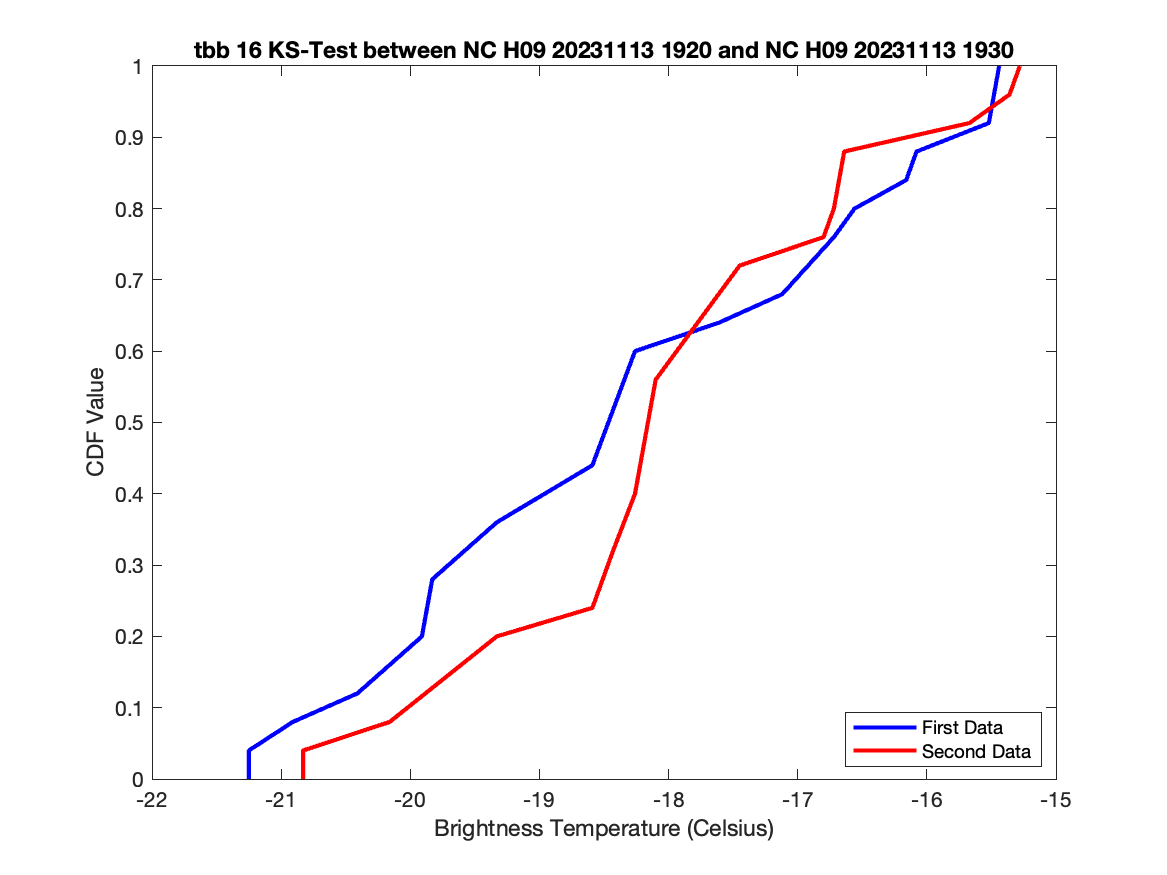 tbb 16 KS-Test between NC H09 20231113 1920 and NC H09 20231113 1930
1
0.9
0.8
0.7
0.6
0.5
0.4
0.3
0.2
0.1
0
CDF Value
First Data
Second Data
-22 -21 -20 -19 -18 -17 -16 -15
Brightness Temperature (Celsius)